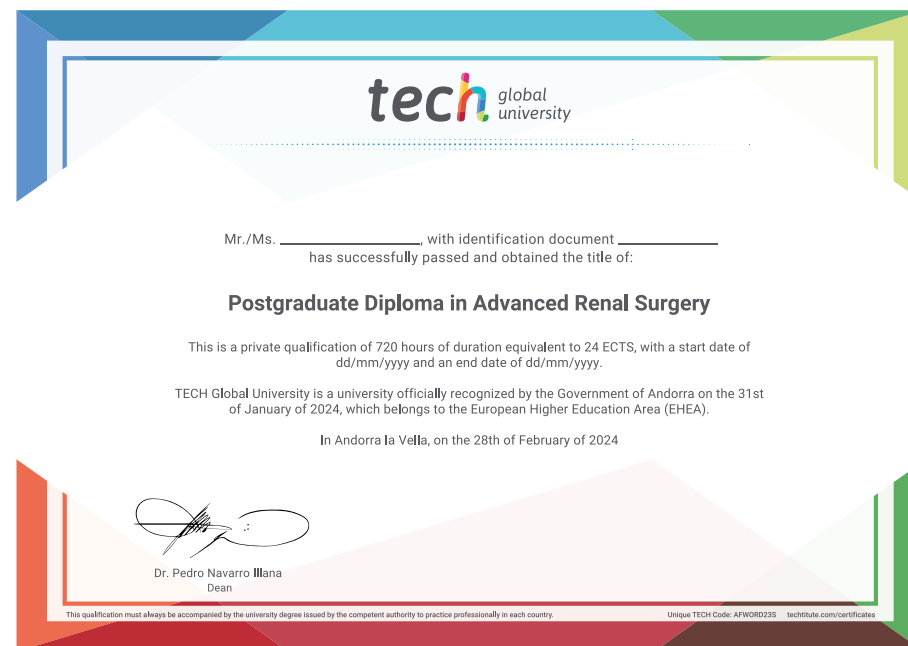 tech global university
Mr./Ms. ____________________, with identification document ______________
has successfully passed and obtained the title of:
Postgraduate Diploma in Advanced Renal Surgery
This is a private qualification of 720 hours of duration equivalent to 24 ECTS, with a start date of
dd/mm/yyyy and an end date of dd/mm/yyyy.
TECH Global University is a university officially recognized by the Government of Andorra on the 31st
of January of 2024, which belongs to the European Higher Education Area (EHEA).
In Andorra la Vella, on the 28th of February of 2024
Dr. Pedro Navarro Illana
Dean
This qualification must always be accompanied by the university degree issued by the competent authority to practice professionally in each country.
Unique TECH Code: AFWORD23S techtitute.com/certificates